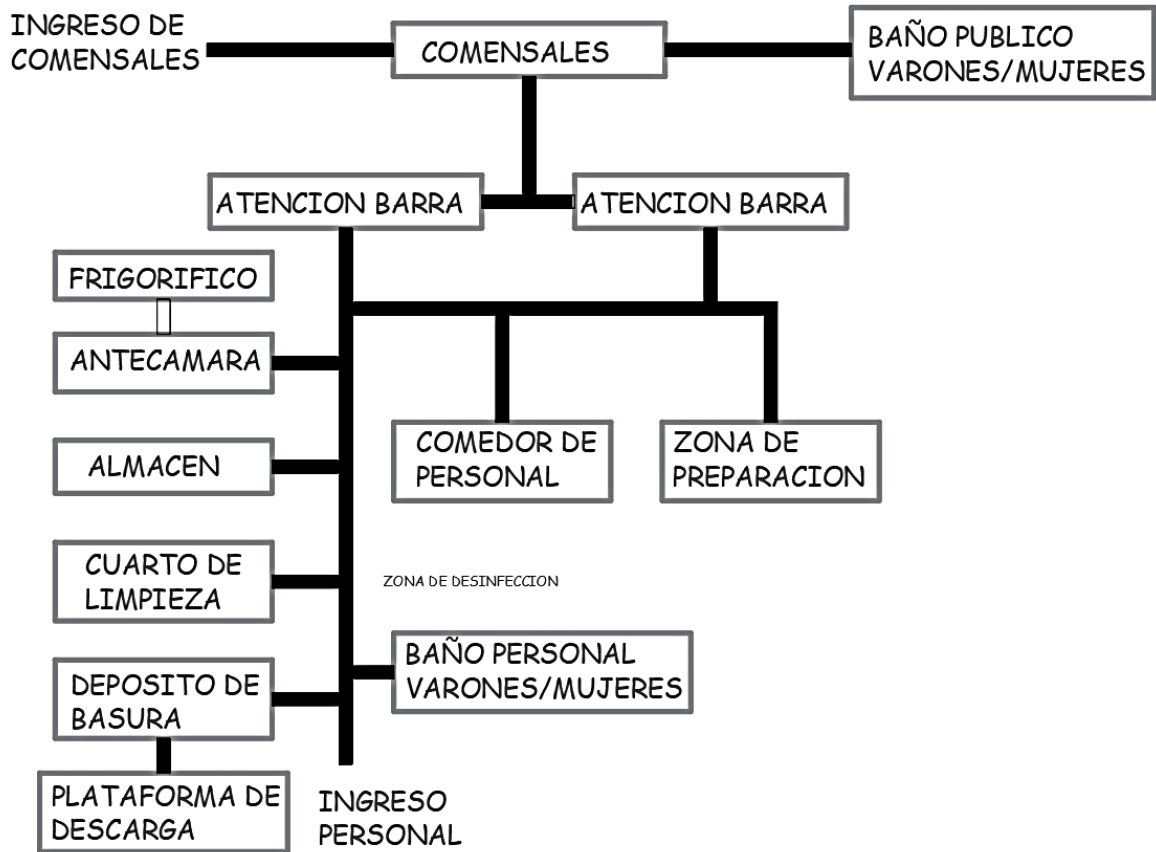 INGRESO DE
COMENSALES
COMENSALES
BAÑO PUBLICO
VARONES/MUJERES
ATENCION BARRA
ATENCION BARRA
FRIGORIFICO
ANTECAMARA
ALMACEN
COMEDOR DE
PERSONAL
ZONA DE
PREPARACION
CUARTO DE
LIMPIEZA
ZONA DE DESINFECCION
BAÑO PERSONAL
VARONES/MUJERES
DEPOSITO DE
BASURA
PLATAFORMA DE
DESCARGA
INGRESO
PERSONAL